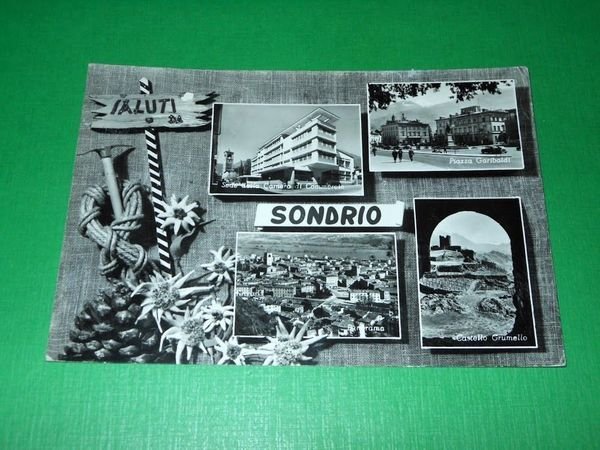 SALUTI
da
Sede della Camera di Commercio
Piazza Garibaldi
SONDRIO
Panorama
Castello Grumello